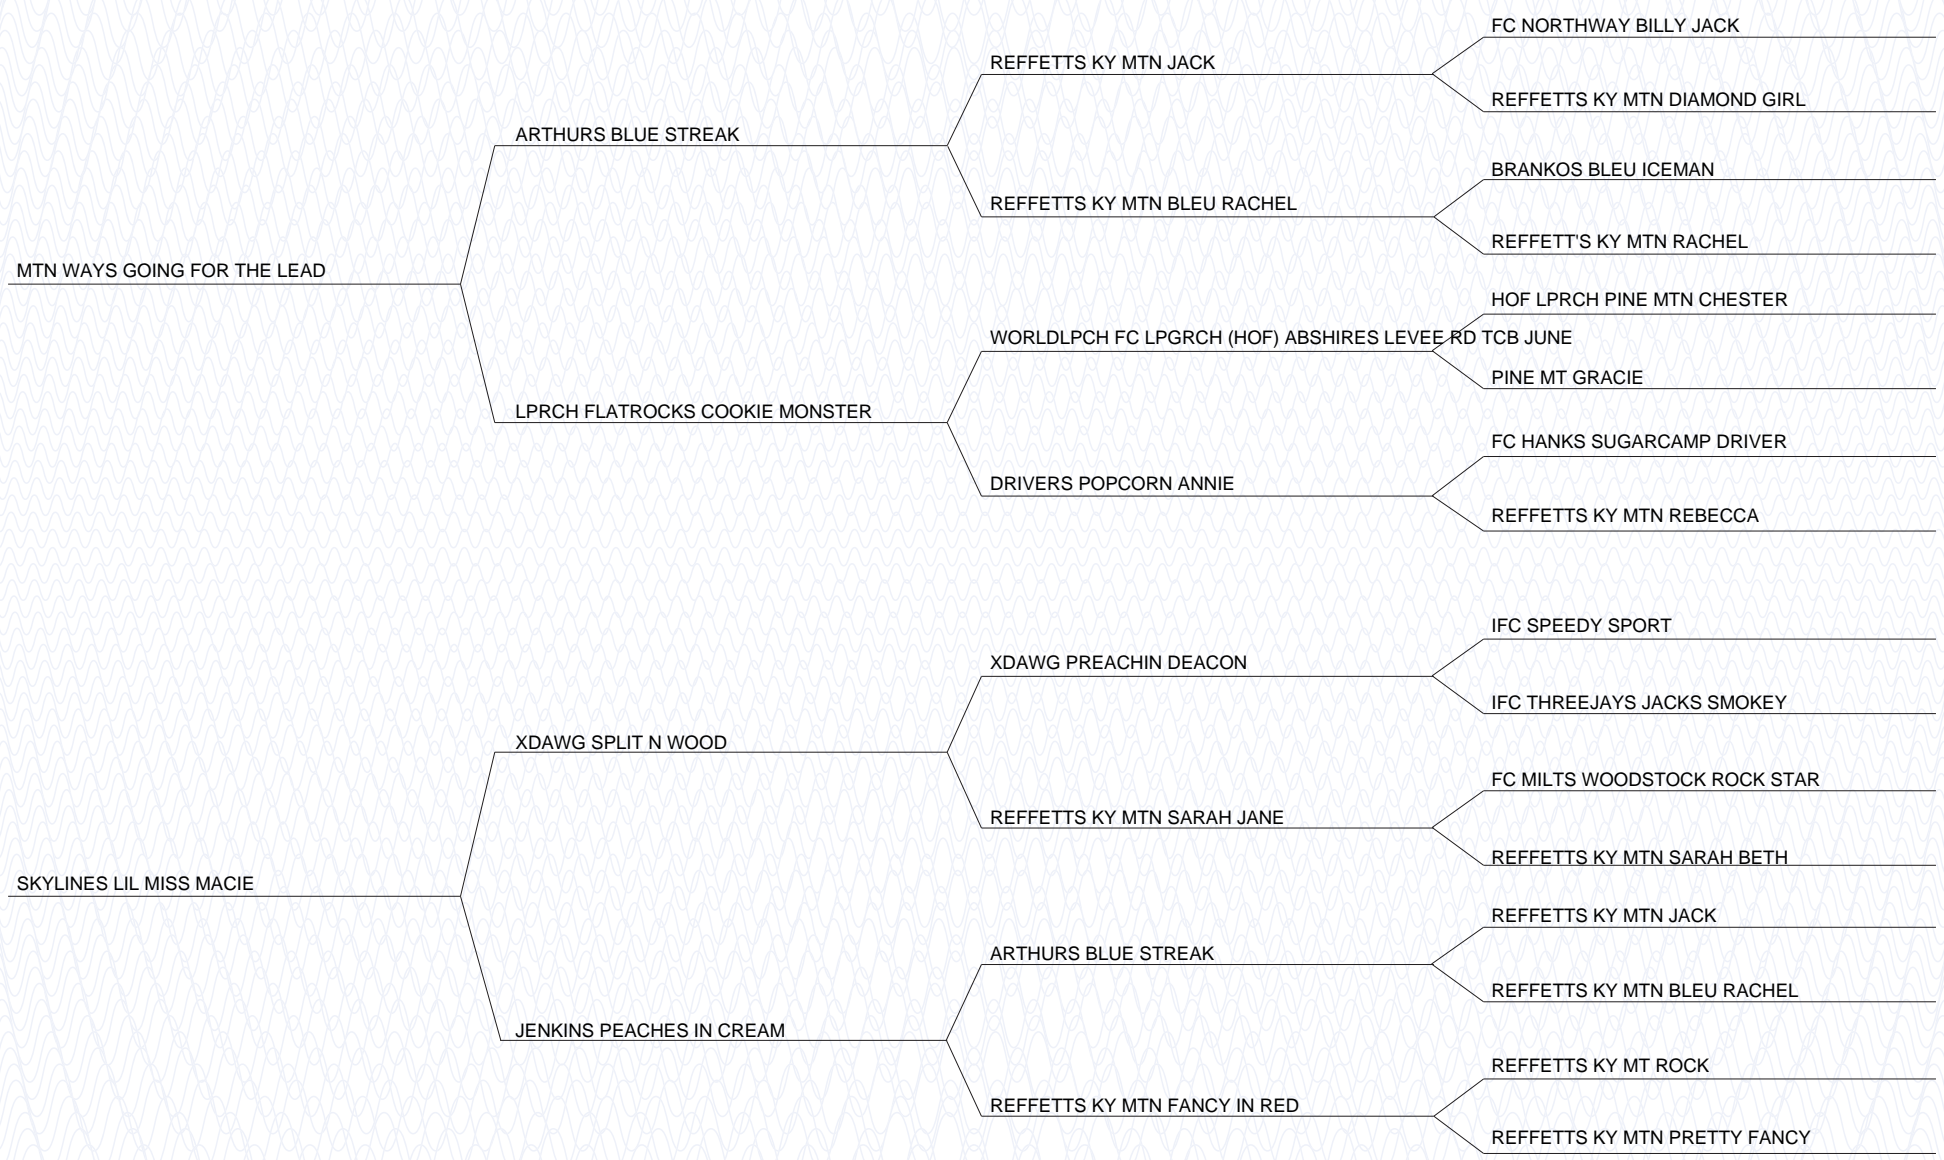 FC NORTHWAY BILLY JACK
REFFETTS KY MTN JACK
REFFETTS KY MTN DIAMOND GIRL
ARTHURS BLUE STREAK
BRANKOS BLEU ICEMAN
REFFETTS KY MTN BLEU RACHEL
REFFETT'S KY MTN RACHEL
MTN WAYS GOING FOR THE LEAD
HOF LPRCH PINE MTN CHESTER
WORLDLPCH FC LPGRCH (HOF) ABSHIRES LEVEE RD TCB JUNE
PINE MT GRACIE
LPRCH FLATROCKS COOKIE MONSTER
FC HANKS SUGARCAMP DRIVER
DRIVERS POPCORN ANNIE
REFFETTS KY MTN REBECCA
IFC SPEEDY SPORT
XDAWG PREACHIN DEACON
IFC THREEJAYS JACKS SMOKEY
XDAWG SPLIT N WOOD
FC MILTS WOODSTOCK ROCK STAR
REFFETTS KY MTN SARAH JANE
REFFETTS KY MTN SARAH BETH
SKYLINES LIL MISS MACIE
REFFETTS KY MTN JACK
ARTHURS BLUE STREAK
REFFETTS KY MTN BLEU RACHEL
JENKINS PEACHES IN CREAM
REFFETTS KY MT ROCK
REFFETTS KY MTN FANCY IN RED
REFFETTS KY MTN PRETTY FANCY